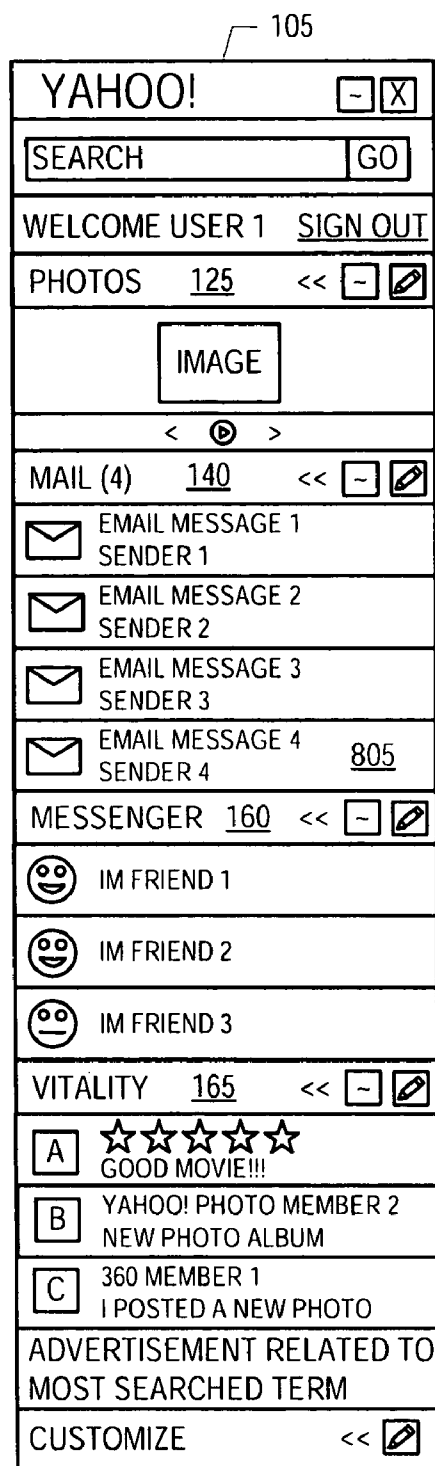 105
YAHOO! ~ X
SEARCH GO
WELCOME USER 1 SIGN OUT
PHOTOS 125 << ~
IMAGE
< >
MAIL (4) 140 << ~
EMAIL MESSAGE 1
SENDER 1
EMAIL MESSAGE 2
SENDER 2
EMAIL MESSAGE 3
SENDER 3
EMAIL MESSAGE 4
SENDER 4 805
MESSENGER 160 << ~
IM FRIEND 1
IM FRIEND 2
IM FRIEND 3
VITALITY 165 << ~
A
GOOD MOVIE!!!
B YAHOO! PHOTO MEMBER 2
NEW PHOTO ALBUM
C 360 MEMBER 1
I POSTED A NEW PHOTO
ADVERTISEMENT RELATED TO
MOST SEARCHED TERM
CUSTOMIZE <<